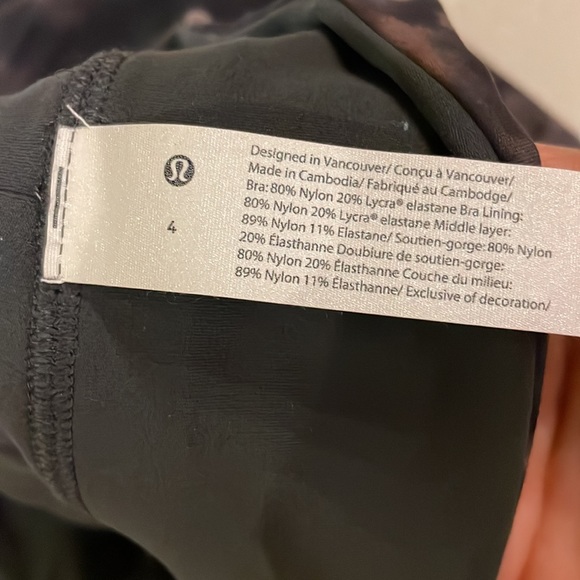 4
Designed in Vancouver/ Conçu à Vancouver/
Made in Cambodia/ Fabriqué au Cambodge/
Bra: 80% Nylon 20% Lycra® elastane Bra Lining:
80% Nylon 20% Lycra® elastane Middle layer:
89% Nylon 11% Elastane/ Soutien-gorge: 80% Nylon
20% Élasthanne Doublure de soutien-gorge:
80% Nylon 20% Élasthanne Couche du milieu:
89% Nylon 11% Élasthanne/ Exclusive of decoration/